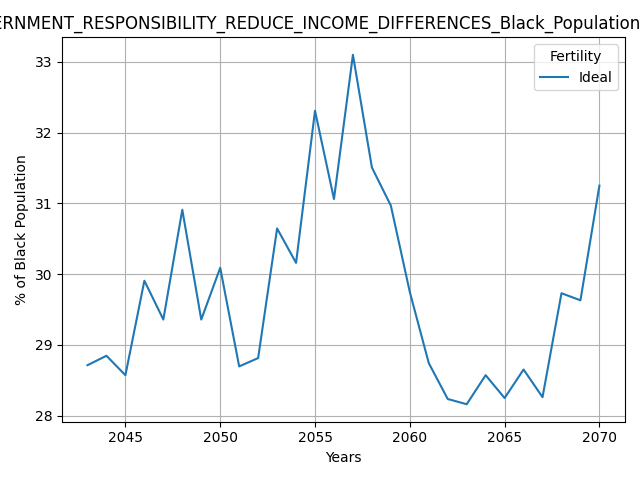 ERNMENT_RESPONSIBILITY_REDUCE_INCOME_DIFFERENCES_Black_Population
Fertility
Ideal
33
32
31
30
29
28
% of Black Population
2045
2050
2055
2060
2065
2070
Years